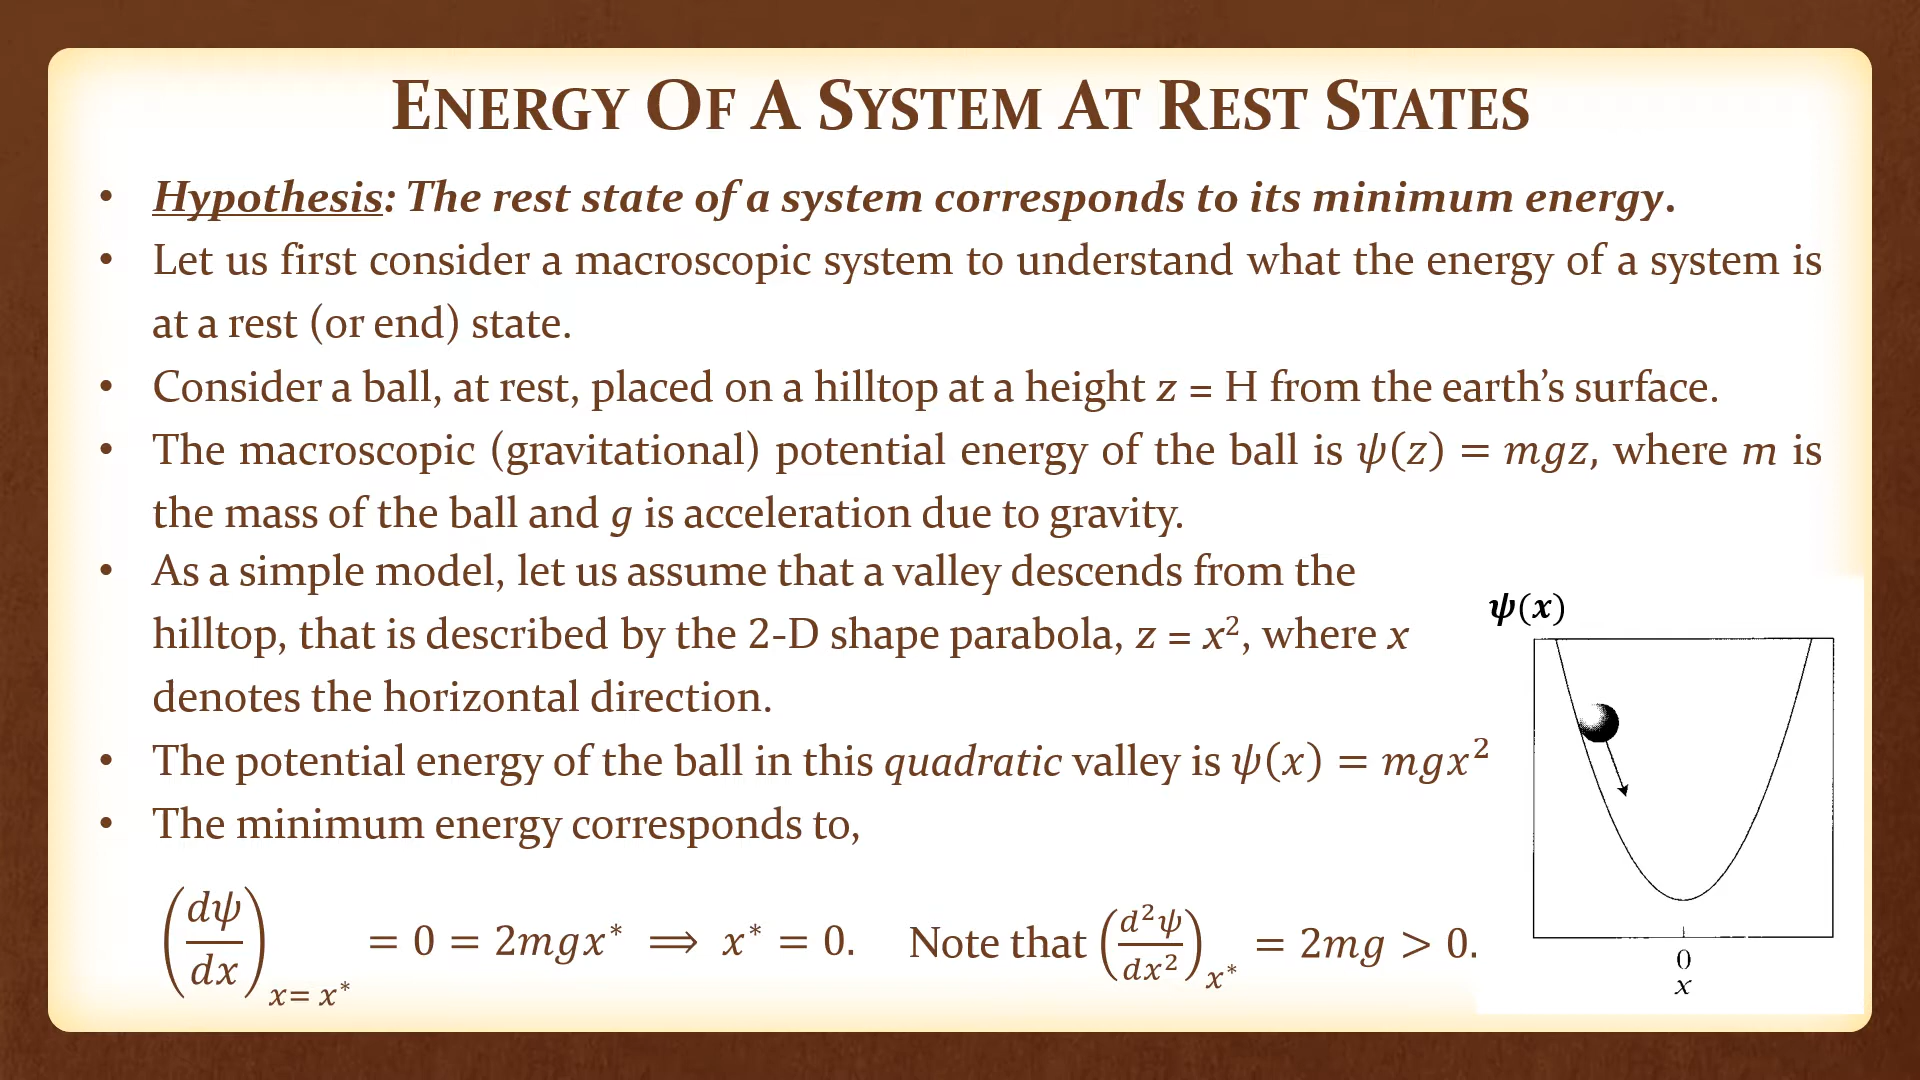 ENERGY OF A SYSTEM AT REST STATES
• Hypothesis: The rest state of a system corresponds to its minimum energy.
• Let us first consider a macroscopic system to understand what the energy of a system is
at a rest (or end) state.
• Consider a ball, at rest, placed on a hilltop at a height z = H from the earth’s surface.
• The macroscopic (gravitational) potential energy of the ball is ψ(z) = mgz, where m is
the mass of the ball and g is acceleration due to gravity.
• As a simple model, let us assume that a valley descends from the
hilltop, that is described by the 2-D shape parabola, z = x², where x
denotes the horizontal direction.
• The potential energy of the ball in this quadratic valley is ψ(x) = mgx²
• The minimum energy corresponds to,
(dψ/dx)ₓ₌ ₓ* = 0 = 2mgx* ⟹ x* = 0. Note that (d²ψ/dx²)ₓ* = 2mg > 0.
ψ(x)
0
x